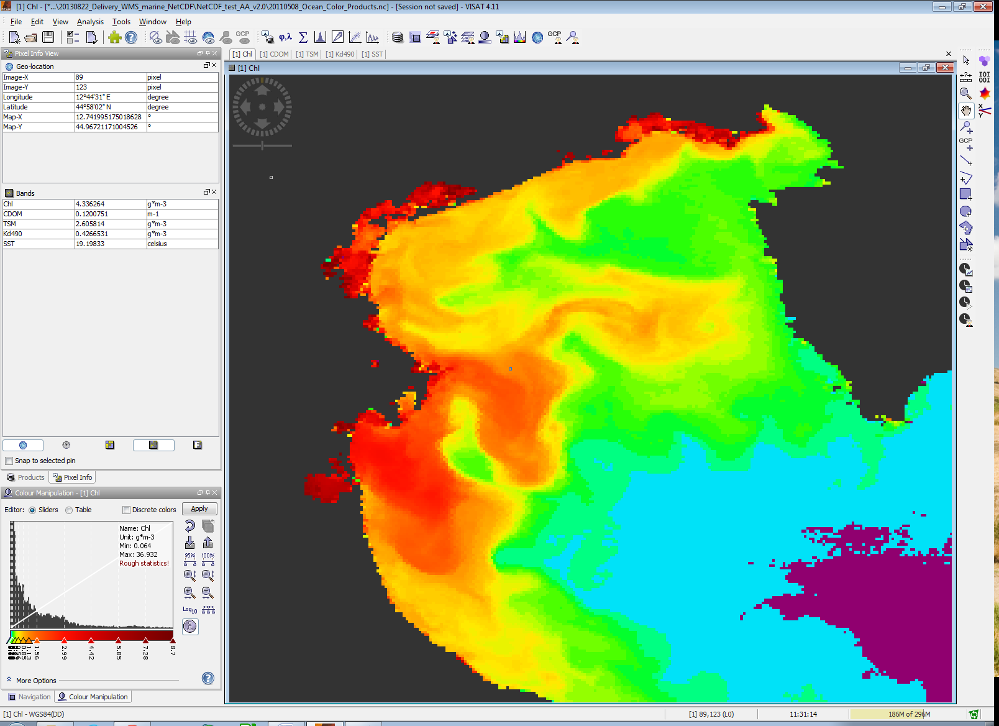 [1] Chl - [*...\20130822_Delivery_WMS_marine_NetCDF\NetCDF_test_AA_v2.0\20110508_Ocean_Color_Products.nc] - [Session not saved] - VISAT 4.11
File Edit View Analysis Tools Window Help
GCP φ,λ Σ GCP
Pixel Info View
[1] Chl [1] CDOM [1] TSM [1] Kd490 [1] SST
Geo-location
[1] Chl
Image-X 89 pixel
Image-Y 123 pixel
Longitude 12°44'31" E degree
Latitude 44°58'02" N degree
Map-X 12.741995175018628 °
Map-Y 44.96721171004526 °
GCP
Bands
Chl 4.336264 g*m-3
CDOM 0.1200751 m-1
TSM 2.605814 g*m-3
Kd490 0.4266531 g*m-3
SST 19.19833 celsius
Snap to selected pin
Products Pixel Info
Colour Manipulation - [1] Chl
Editor: Sliders Table Discrete colors Apply
Name: Chl
Unit: g*m-3
Min: 0.064
Max: 36.932
Rough statistics!
95% 100%
Log10
0.85 1.13 1.56 2.99 4.42 5.85 7.28 8.7
More Options
Navigation Colour Manipulation
[1] Chl - WGS84(DD) [1] 89,123 (L0) 11:31:14 186M of 296M